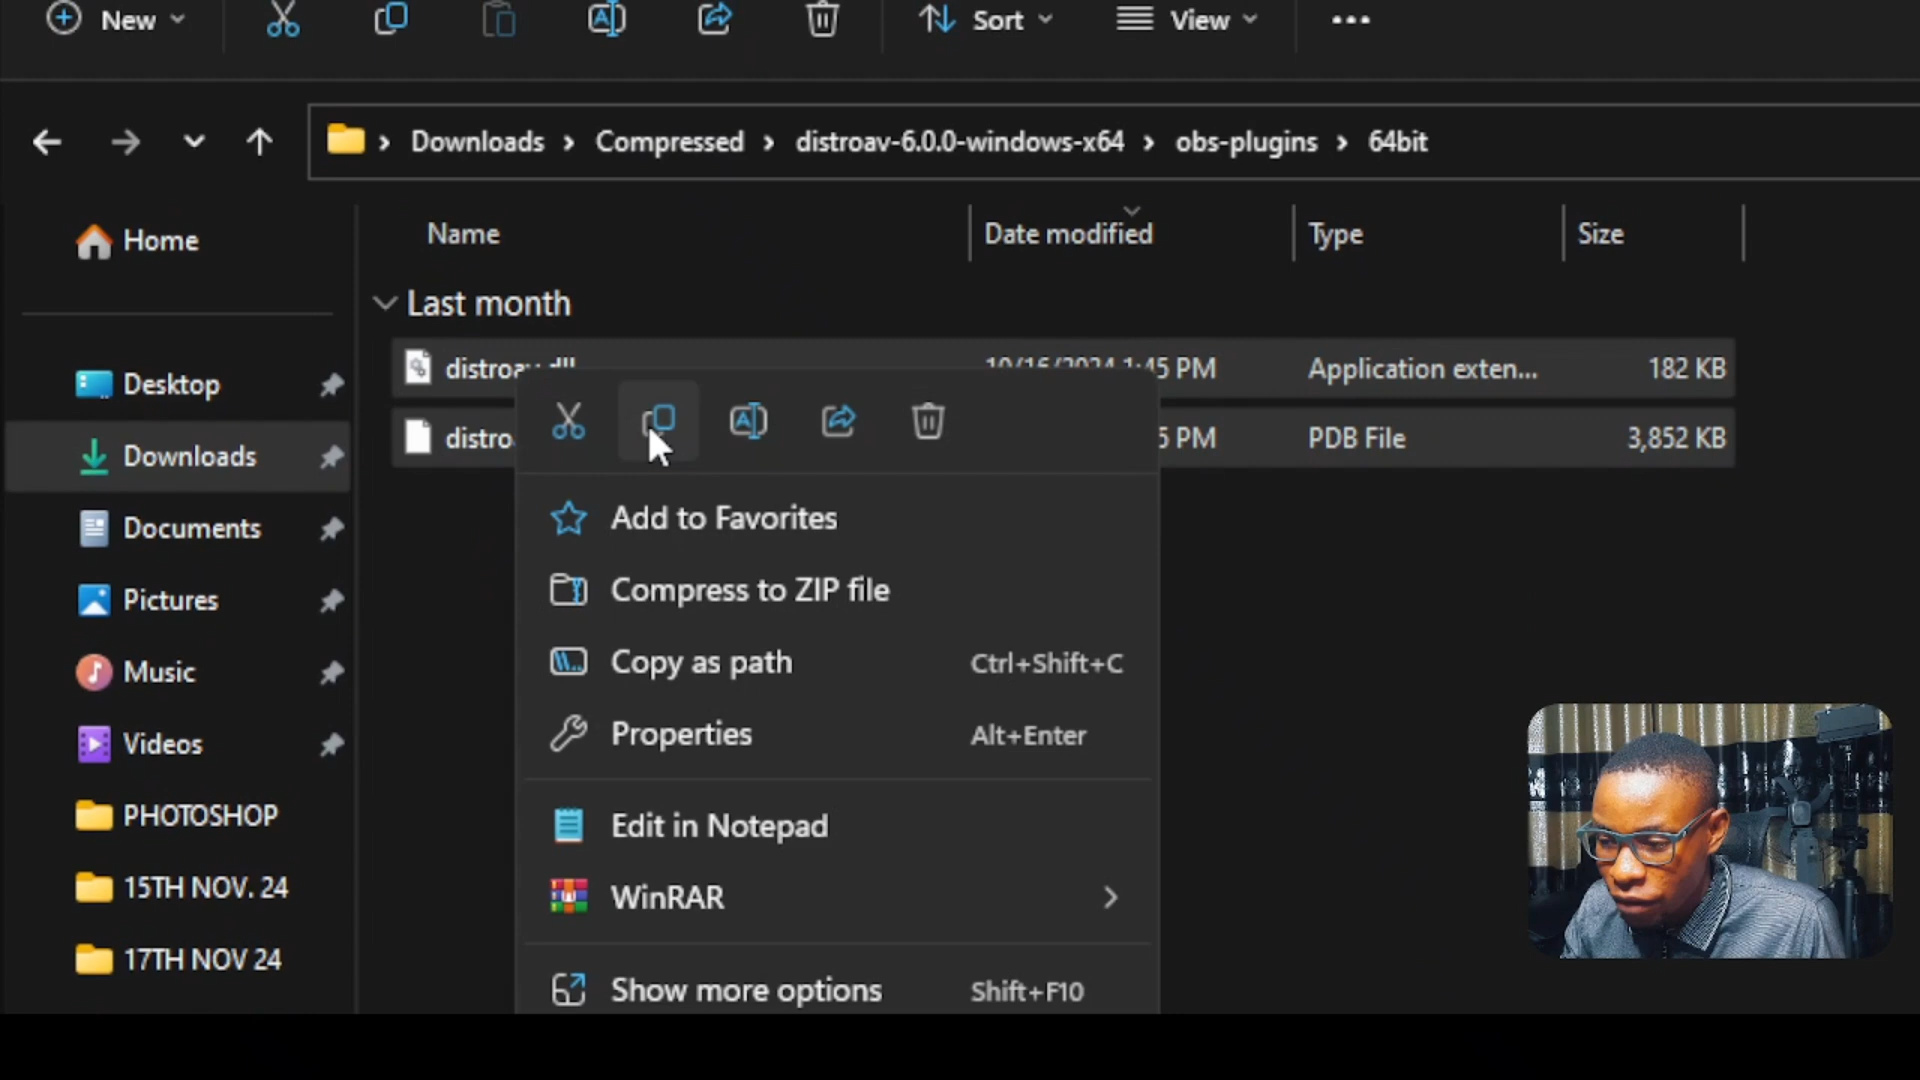 New
Sort
View
Downloads > Compressed > distroav-6.0.0-windows-x64 > obs-plugins > 64bit
Name Date modified Type Size
Home
Last month
distroav.dll 10/16/2024 1:45 PM Application exten... 182 KB
distro 5 PM PDB File 3,852 KB
Desktop
Downloads
Documents
Pictures
Music
Videos
PHOTOSHOP
15TH NOV. 24
17TH NOV 24
Add to Favorites
Compress to ZIP file
Copy as path Ctrl+Shift+C
Properties Alt+Enter
Edit in Notepad
WinRAR
Show more options Shift+F10